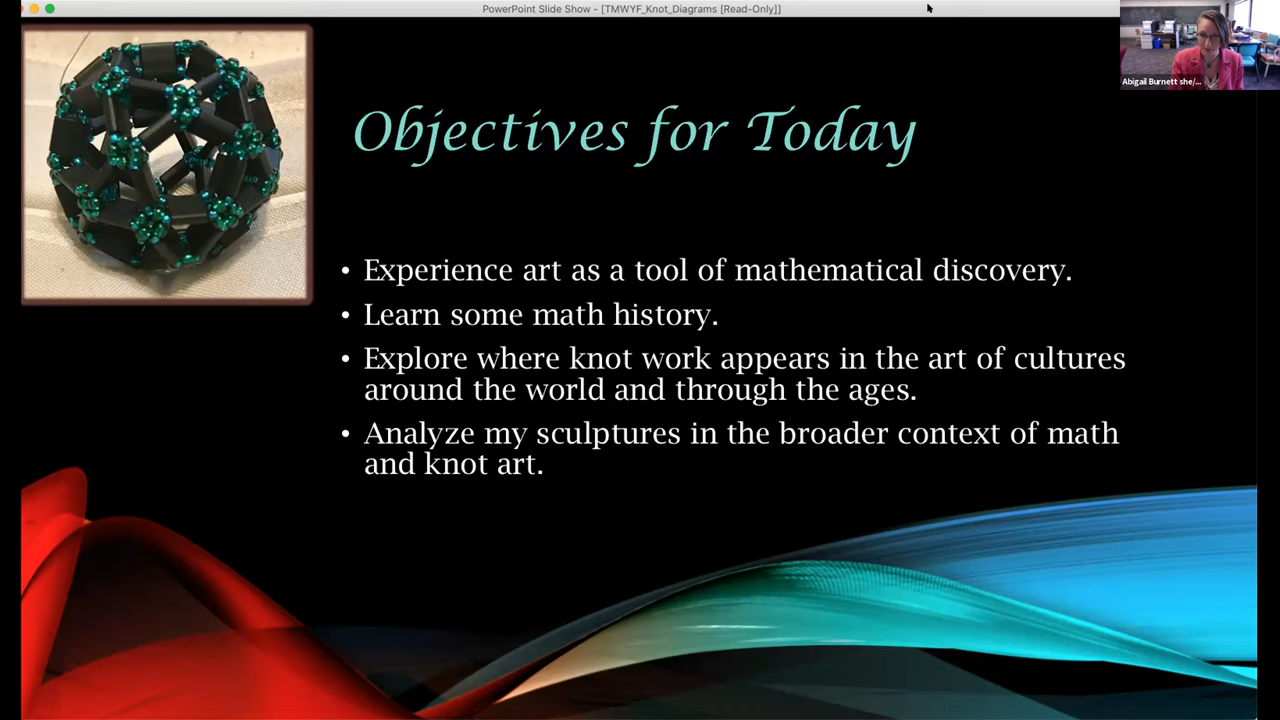 PowerPoint Slide Show - [TMWYF_Knot_Diagrams [Read-Only]]
Abigail Burnett she/...
Objectives for Today
• Experience art as a tool of mathematical discovery.
• Learn some math history.
• Explore where knot work appears in the art of cultures
around the world and through the ages.
• Analyze my sculptures in the broader context of math
and knot art.